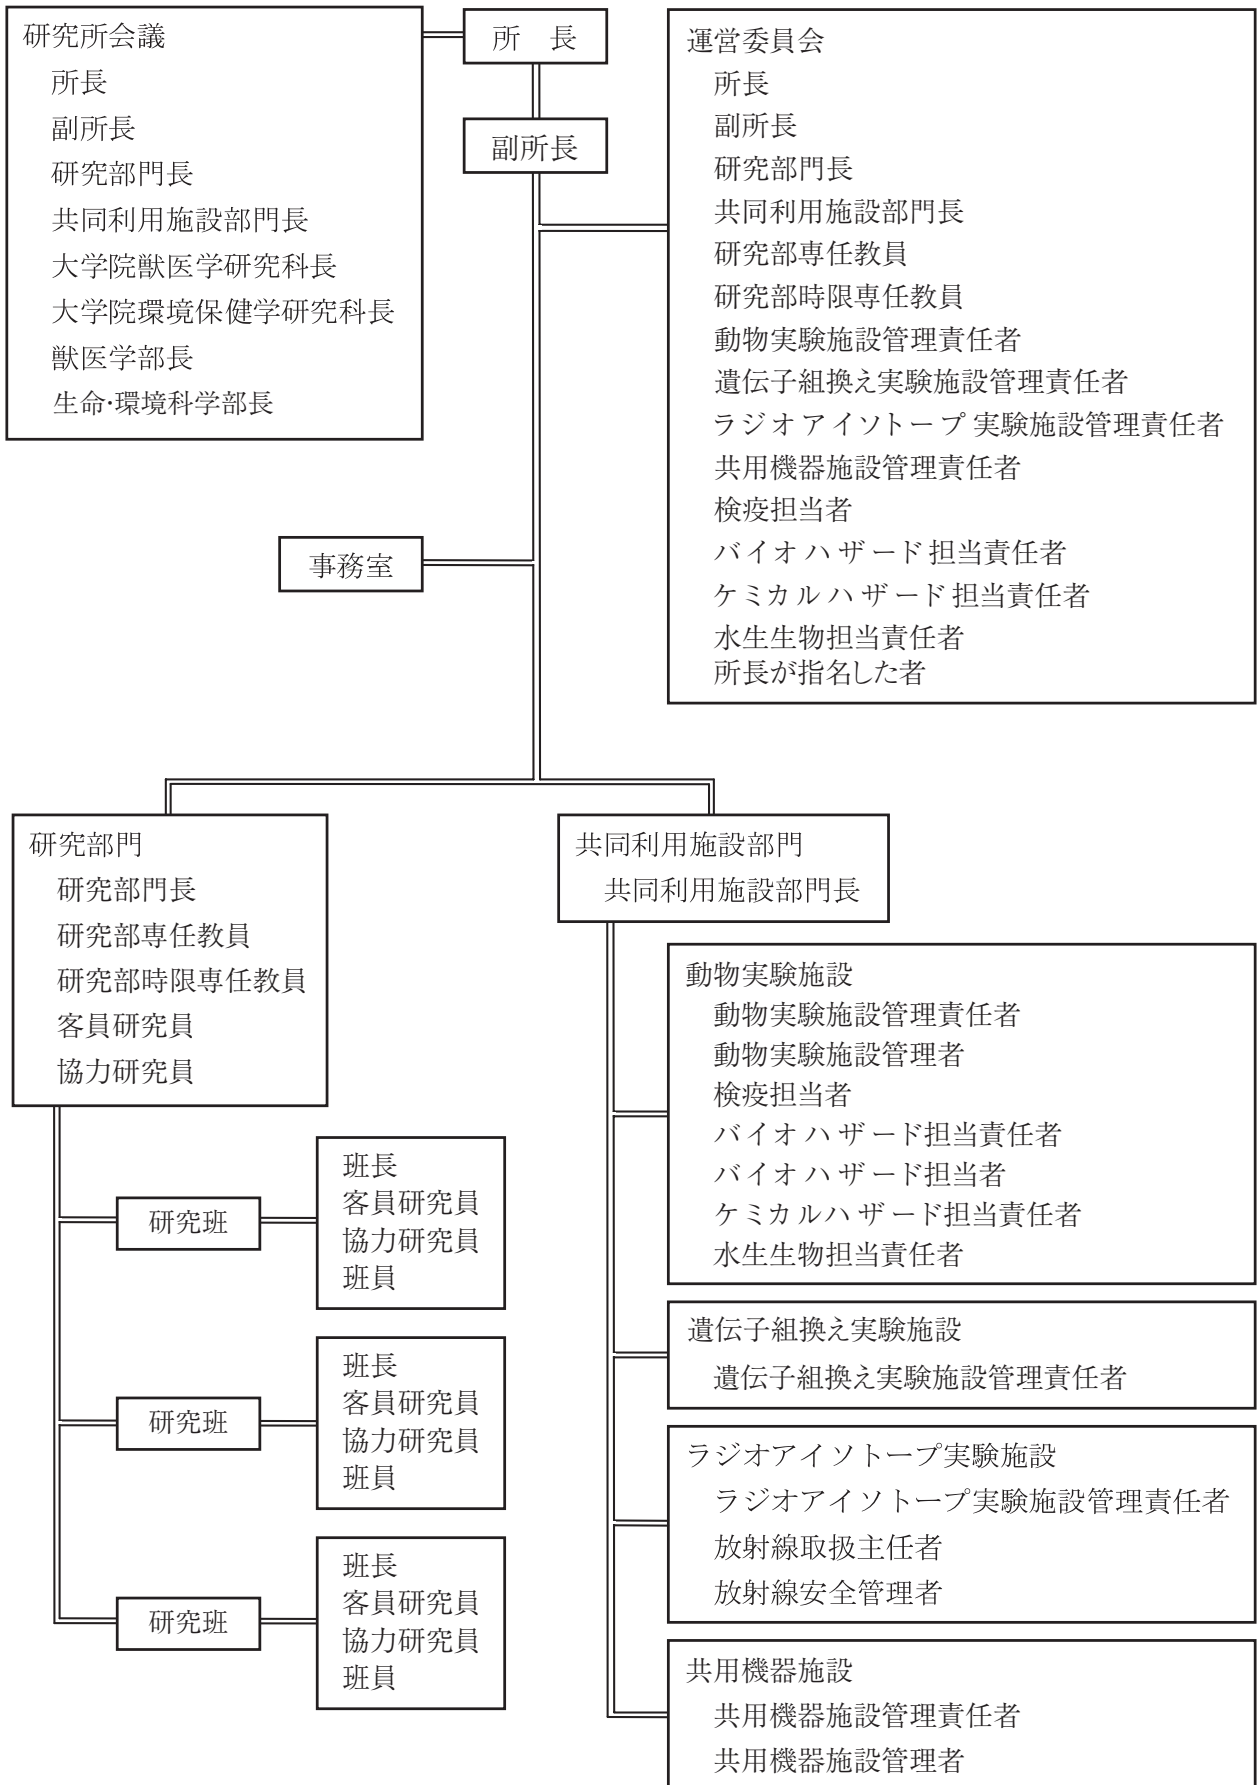 研究所会議
所長
副所長
研究部門長
共同利用施設部門長
大学院獣医学研究科長
大学院環境保健学研究科長
獣医学部長
生命・環境科学部長
所　長
副所長
運営委員会
所長
副所長
研究部門長
共同利用施設部門長
研究部専任教員
研究部時限専任教員
動物実験施設管理責任者
遺伝子組換え実験施設管理責任者
ラジオアイソトープ実験施設管理責任者
共用機器施設管理責任者
検疫担当者
バイオハザード担当責任者
ケミカルハザード担当責任者
水生生物担当責任者
所長が指名した者
事務室
研究部門
研究部門長
研究部専任教員
研究部時限専任教員
客員研究員
協力研究員
研究班
班長
客員研究員
協力研究員
班員
研究班
班長
客員研究員
協力研究員
班員
研究班
班長
客員研究員
協力研究員
班員
共同利用施設部門
共同利用施設部門長
動物実験施設
動物実験施設管理責任者
動物実験施設管理者
検疫担当者
バイオハザード担当責任者
バイオハザード担当者
ケミカルハザード担当責任者
水生生物担当責任者
遺伝子組換え実験施設
遺伝子組換え実験施設管理責任者
ラジオアイソトープ実験施設
ラジオアイソトープ実験施設管理責任者
放射線取扱主任者
放射線安全管理者
共用機器施設
共用機器施設管理責任者
共用機器施設管理者